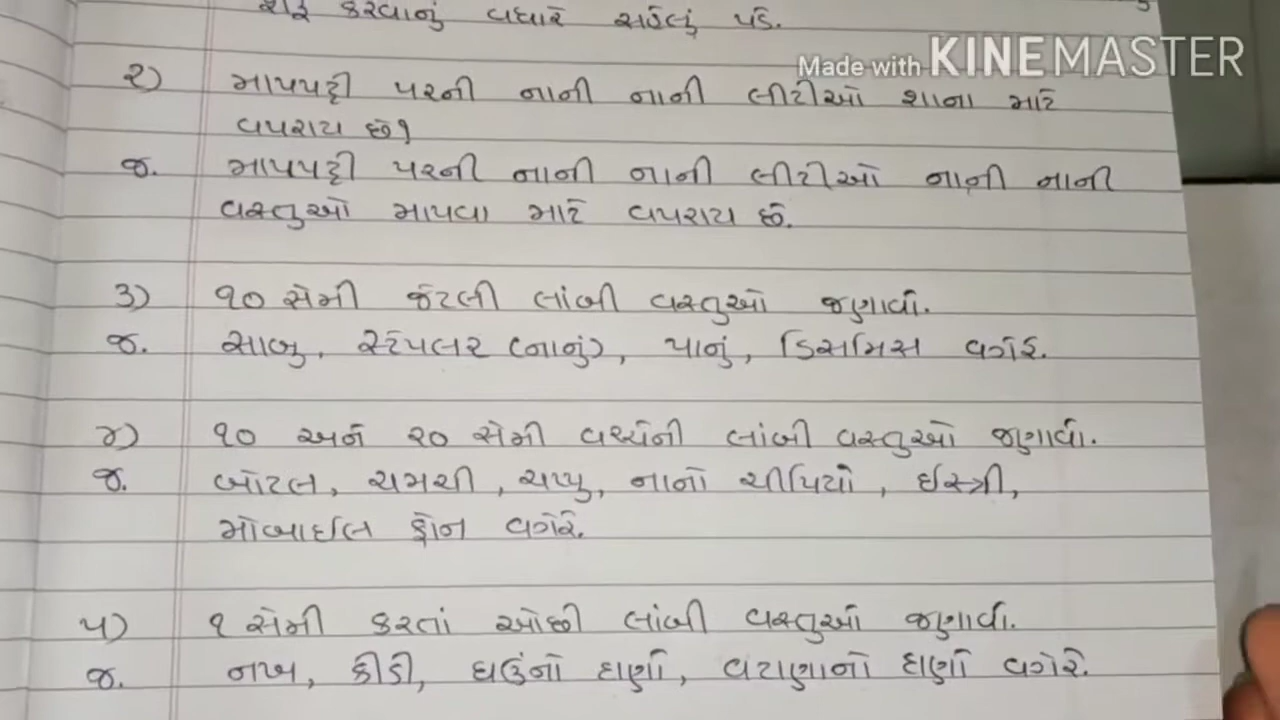 શરૂ કરવાનું વધારે સહેલું પડે.
Made with KINEMASTER
૨) માપપટ્ટી પરની નાની નાની લીટીઓ શાના માટે
વપરાય છે?
જ. માપપટ્ટી પરની નાની નાની લીટીઓ નાની નાની
વસ્તુઓ માપવા માટે વપરાય છે.
૩) ૧૦ સેમી જેટલી લાંબી વસ્તુઓ જણાવો.
જ. સાબુ, સ્ટેપલર (નાનું), પાનું, ડિસમિસ વગેરે.
૪) ૧૦ અને ૨૦ સેમી વચ્ચેની લાંબી વસ્તુઓ જણાવો.
જ. બોટલ, ચમચી, ચપ્પુ, નાનો ચીપિયો, ઈસ્ત્રી,
મોબાઈલ ફોન વગેરે.
૫) ૧ સેમી કરતાં ઓછી લાંબી વસ્તુઓ જણાવો.
જ. નખ, કીડી, ઘઉંનો દાણો, વટાણાનો દાણો વગેરે.